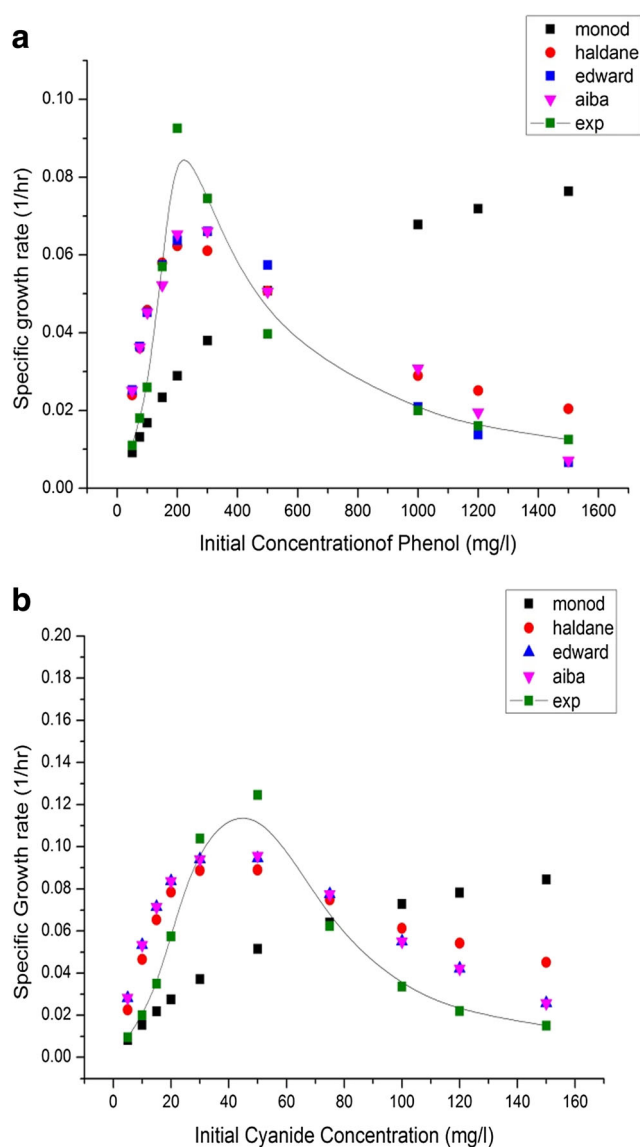 a
monod
haldane
edward
aiba
exp
0.10
0.08
0.06
0.04
0.02
0.00
Specific growth rate (1/hr)
0 200 400 600 800 1000 1200 1400 1600
Initial Concentrationof Phenol (mg/l)
b
monod
haldane
edward
aiba
exp
0.20
0.18
0.16
0.14
0.12
0.10
0.08
0.06
0.04
0.02
0.00
Specific Growth rate (1/hr)
0 20 40 60 80 100 120 140 160
Initial Cyanide Concentration (mg/l)